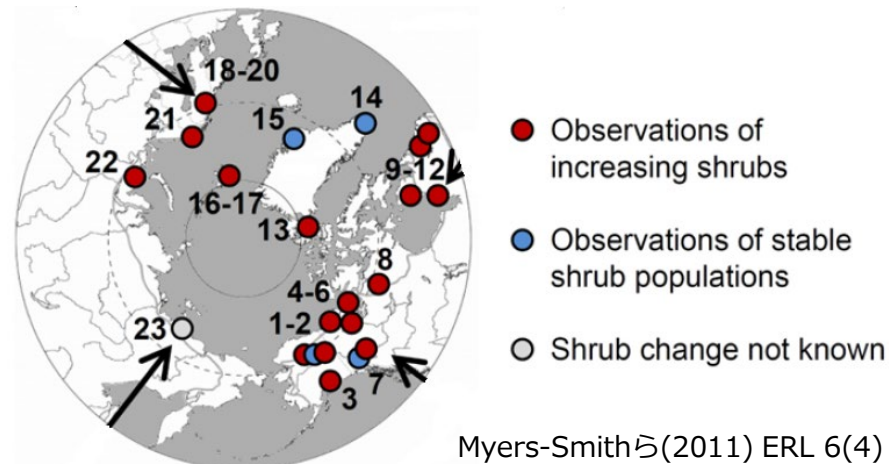 18-20
14
15
21
22
9-12
16-17
13
8
4-6
1-2
23
7
3
Observations of
increasing shrubs
Observations of stable
shrub populations
Shrub change not known
Myers-Smithら(2011) ERL 6(4)